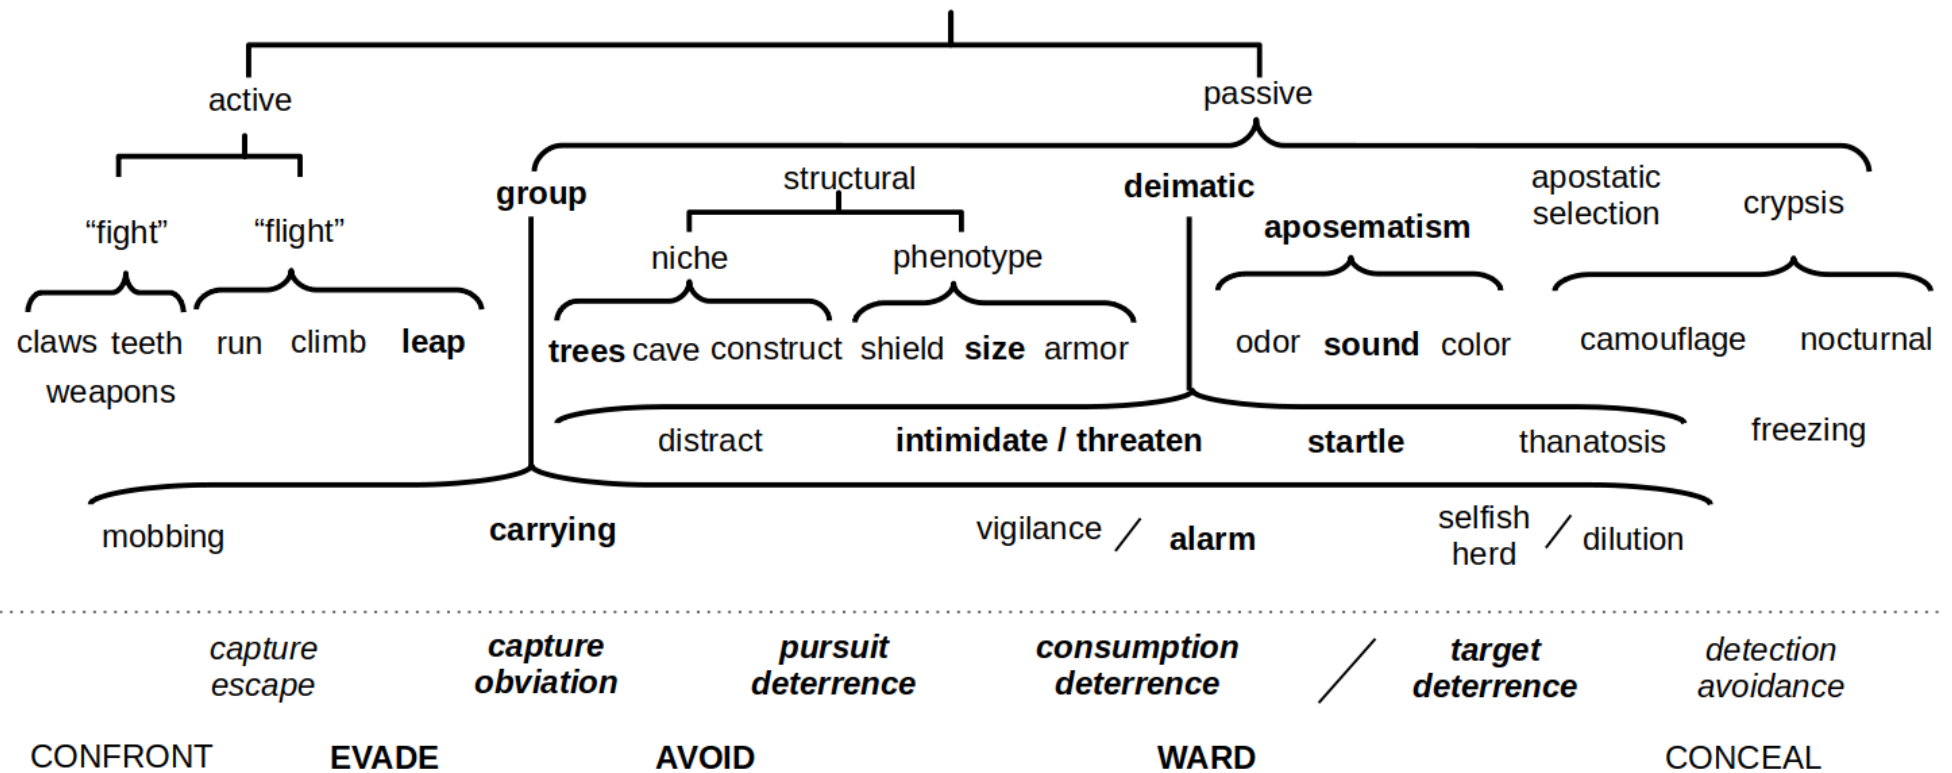 active
passive
“fight”
“flight”
group
structural
deimatic
aposematism
apostatic
selection
crypsis
niche
phenotype
claws teeth
weapons
run climb leap
trees cave construct
shield size armor
odor sound color
camouflage nocturnal
freezing
distract intimidate / threaten startle thanatosis
mobbing carrying vigilance / alarm selfish
herd / dilution
capture
escape
capture
obviation
pursuit
deterrence
consumption
deterrence
/
target
deterrence
detection
avoidance
CONFRONT EVADE AVOID WARD CONCEAL